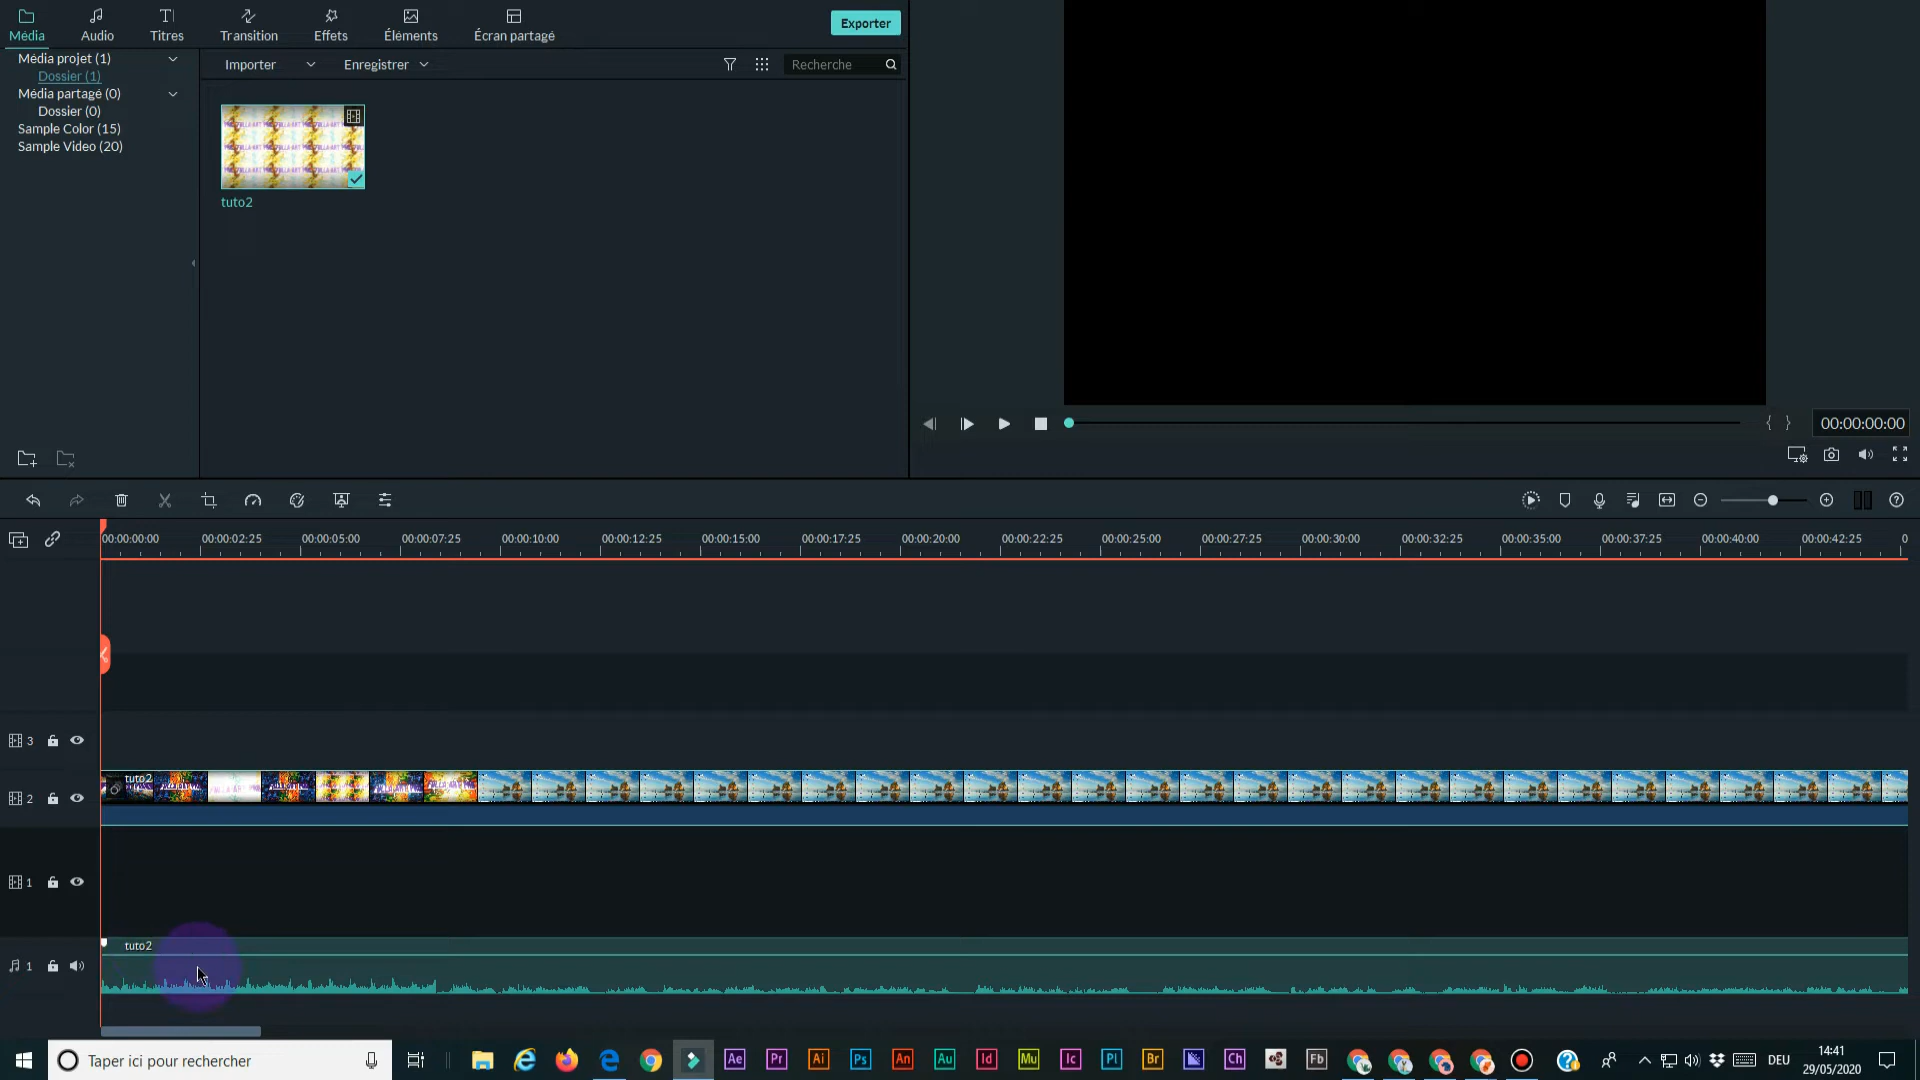 Média
Audio
Titres
Transition
Effets
Éléments
Écran partagé
Exporter
Média projet (1)
Dossier (1)
Média partagé (0)
Dossier (0)
Sample Color (15)
Sample Video (20)
Importer
Enregistrer
Recherche
tuto2
00:00:00:00
00:00:00:00 00:00:02:25 00:00:05:00 00:00:07:25 00:00:10:00 00:00:12:25 00:00:15:00 00:00:17:25 00:00:20:00 00:00:22:25 00:00:25:00 00:00:27:25 00:00:30:00 00:00:32:25 00:00:35:00 00:00:37:25 00:00:40:00 00:00:42:25 0
3
tuto2
2
1
tuto2
1
Taper ici pour rechercher
Ae Pr Ai Ps An Au Id Mu Ic Pl Br Ch Fb
DEU
14:41
29/05/2020